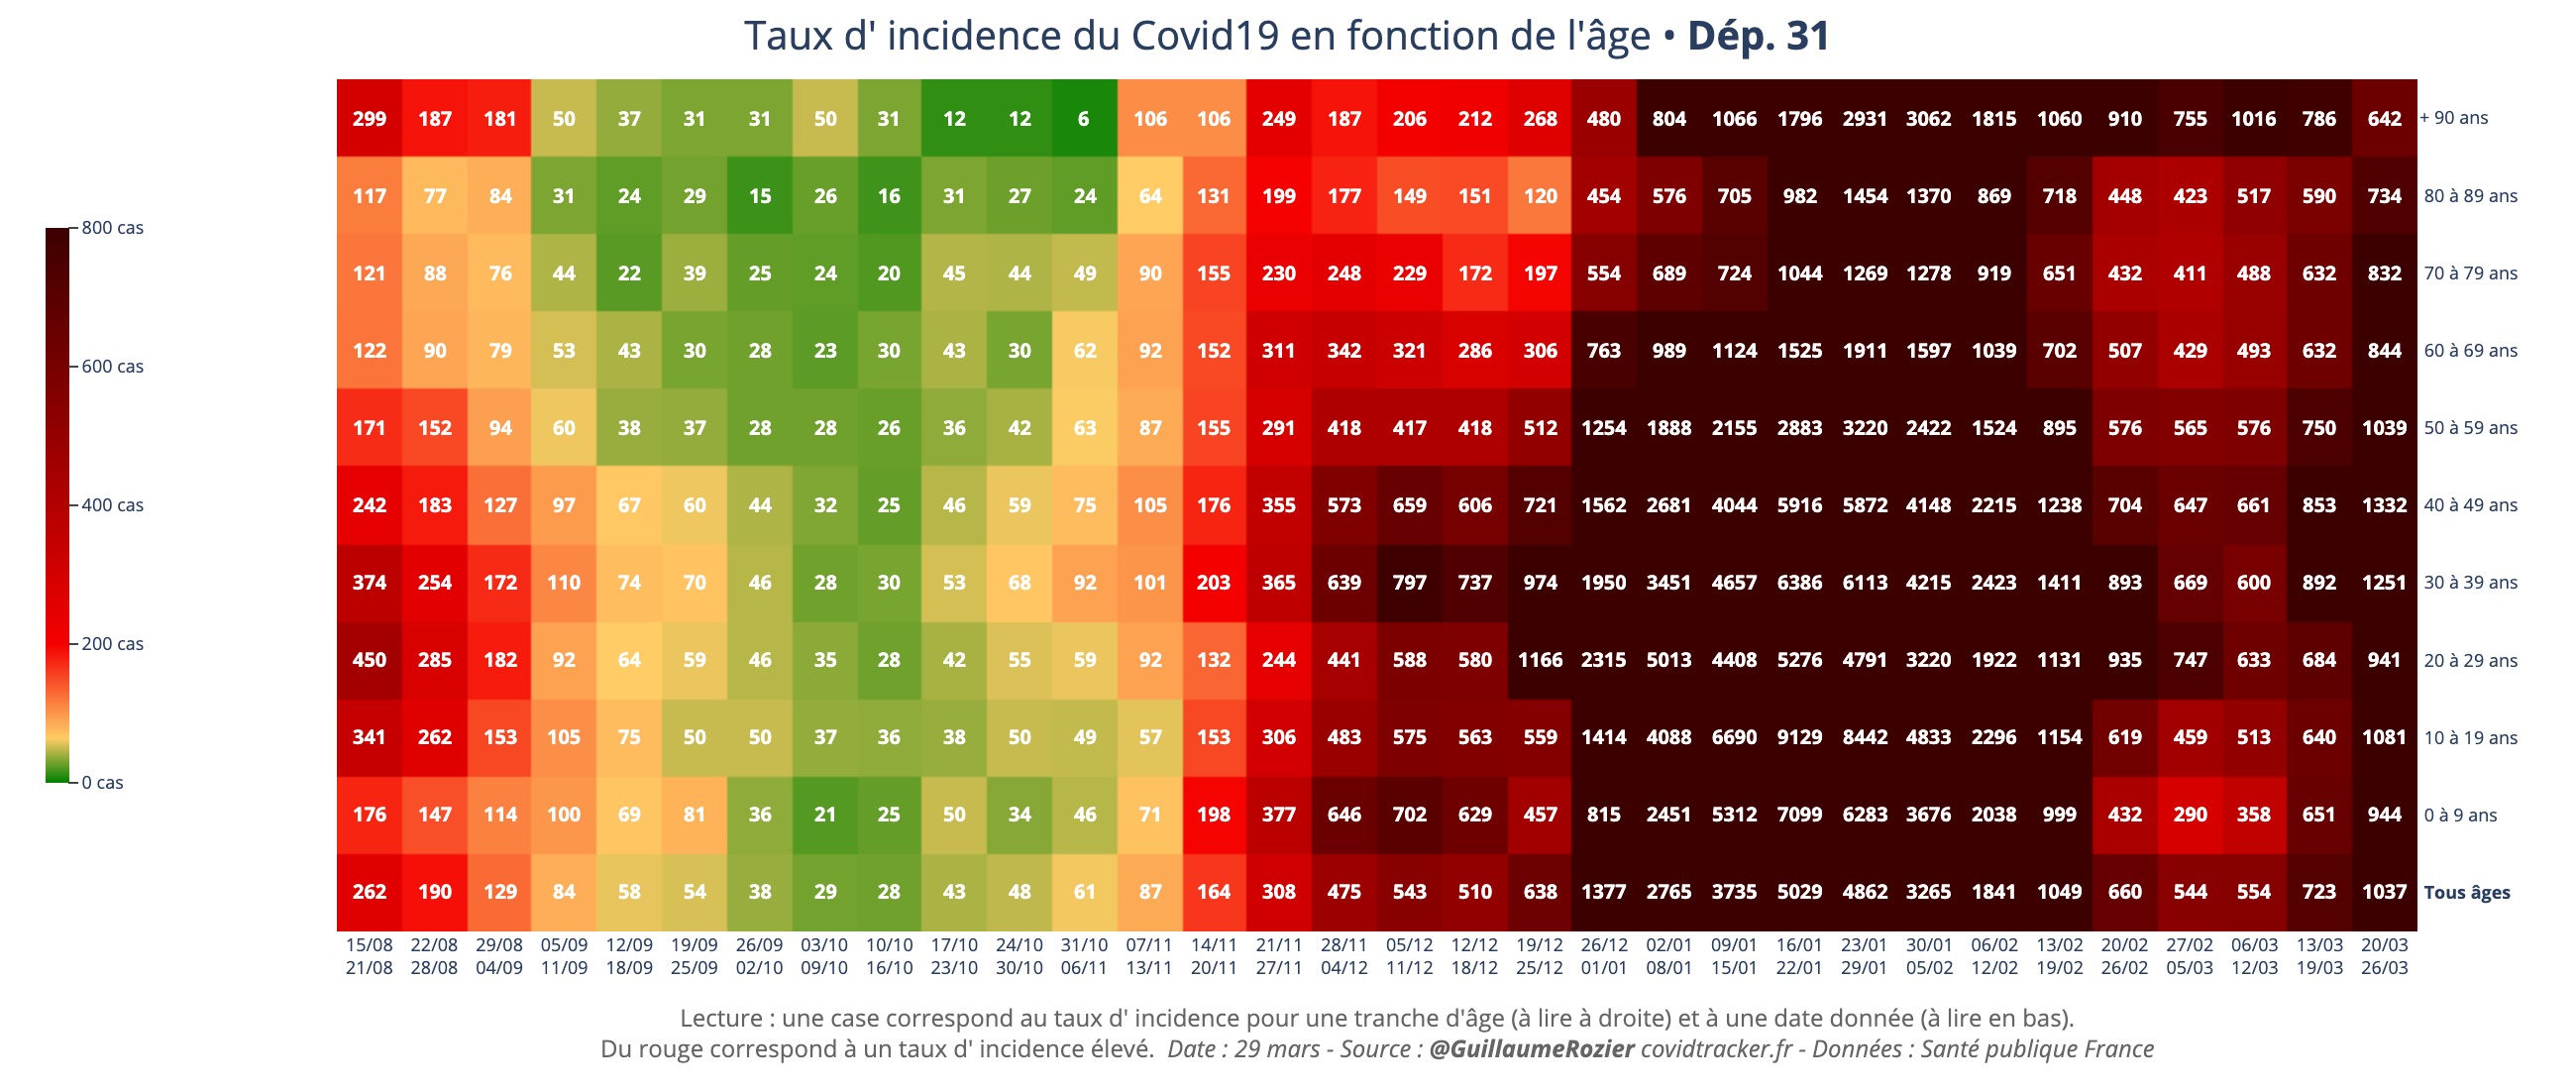 Taux d' incidence du Covid19 en fonction de l'âge • Dép. 31
299 187 181 50 37 31 31 50 31 12 12 6 106 106 249 187 206 212 268 480 804 1066 1796 2931 3062 1815 1060 910 755 1016 786 642 + 90 ans
117 77 84 31 24 29 15 26 16 31 27 24 64 131 199 177 149 151 120 454 576 705 982 1454 1370 869 718 448 423 517 590 734 80 à 89 ans
800 cas
121 88 76 44 22 39 25 24 20 45 44 49 90 155 230 248 229 172 197 554 689 724 1044 1269 1278 919 651 432 411 488 632 832 70 à 79 ans
122 90 79 53 43 30 28 23 30 43 30 62 92 152 311 342 321 286 306 763 989 1124 1525 1911 1597 1039 702 507 429 493 632 844 60 à 69 ans
600 cas
171 152 94 60 38 37 28 28 26 36 42 63 87 155 291 418 417 418 512 1254 1888 2155 2883 3220 2422 1524 895 576 565 576 750 1039 50 à 59 ans
400 cas
242 183 127 97 67 60 44 32 25 46 59 75 105 176 355 573 659 606 721 1562 2681 4044 5916 5872 4148 2215 1238 704 647 661 853 1332 40 à 49 ans
374 254 172 110 74 70 46 28 30 53 68 92 101 203 365 639 797 737 974 1950 3451 4657 6386 6113 4215 2423 1411 893 669 600 892 1251 30 à 39 ans
200 cas
450 285 182 92 64 59 46 35 28 42 55 59 92 132 244 441 588 580 1166 2315 5013 4408 5276 4791 3220 1922 1131 935 747 633 684 941 20 à 29 ans
341 262 153 105 75 50 50 37 36 38 50 49 57 153 306 483 575 563 559 1414 4088 6690 9129 8442 4833 2296 1154 619 459 513 640 1081 10 à 19 ans
0 cas
176 147 114 100 69 81 36 21 25 50 34 46 71 198 377 646 702 629 457 815 2451 5312 7099 6283 3676 2038 999 432 290 358 651 944 0 à 9 ans
262 190 129 84 58 54 38 29 28 43 48 61 87 164 308 475 543 510 638 1377 2765 3735 5029 4862 3265 1841 1049 660 544 554 723 1037 Tous âges
15/08 22/08 29/08 05/09 12/09 19/09 26/09 03/10 10/10 17/10 24/10 31/10 07/11 14/11 21/11 28/11 05/12 12/12 19/12 26/12 02/01 09/01 16/01 23/01 30/01 06/02 13/02 20/02 27/02 06/03 13/03 20/03
21/08 28/08 04/09 11/09 18/09 25/09 02/10 09/10 16/10 23/10 30/10 06/11 13/11 20/11 27/11 04/12 11/12 18/12 25/12 01/01 08/01 15/01 22/01 29/01 05/02 12/02 19/02 26/02 05/03 12/03 19/03 26/03
Lecture : une case correspond au taux d' incidence pour une tranche d'âge (à lire à droite) et à une date donnée (à lire en bas).
Du rouge correspond à un taux d' incidence élevé. Date : 29 mars - Source : @GuillaumeRozier covidtracker.fr - Données : Santé publique France